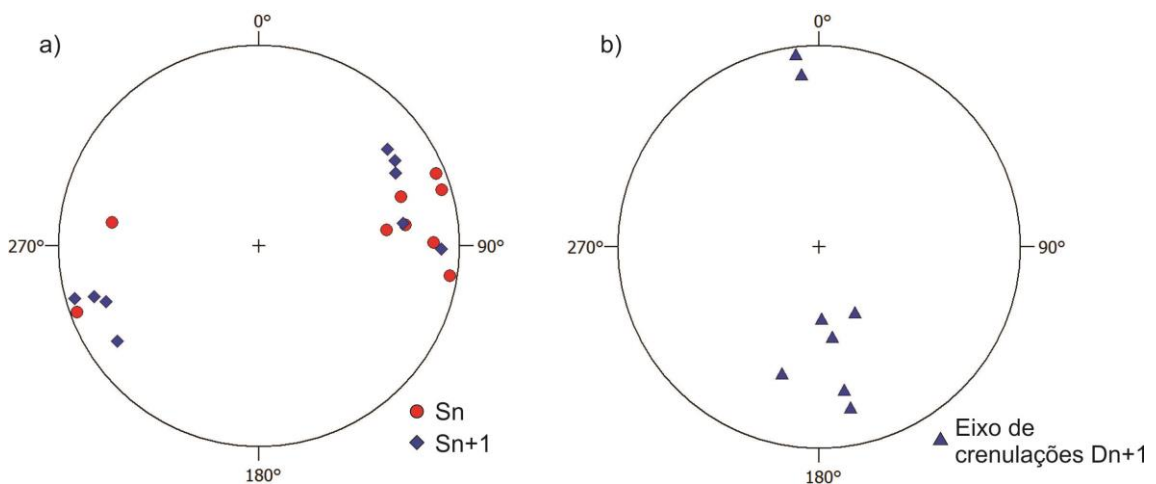 a)
0°
270°
90°
180°
Sn
Sn+1
b)
0°
270°
90°
180°
Eixo de
crenulações Dn+1